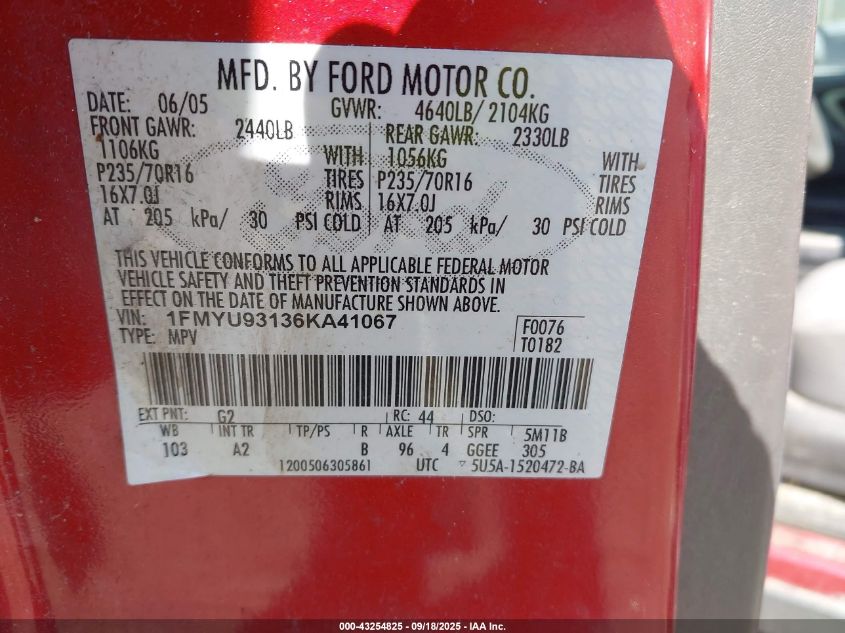 MFD. BY FORD MOTOR CO.
DATE: 06/05 GVWR: 4640LB/ 2104KG
FRONT GAWR: 2440LB REAR GAWR: 2330LB
1106KG WITH 1056KG WITH
P235/70R16 TIRES P235/70R16 TIRES
16X7.0J RIMS 16X7.0J RIMS
AT 205 kPa/ 30 PSI COLD AT 205 kPa/ 30 PSI COLD
THIS VEHICLE CONFORMS TO ALL APPLICABLE FEDERAL MOTOR
VEHICLE SAFETY AND THEFT PREVENTION STANDARDS IN
EFFECT ON THE DATE OF MANUFACTURE SHOWN ABOVE.
VIN: 1FMYU93136KA41067 F0076
TYPE: MPV T0182
EXT PNT: G2 RC: 44 DSO:
WB INT TR TP/PS R AXLE TR SPR 5M11B
103 A2 B 96 4 GGEE 305
1200506305861 UTC ▽ 5U5A-1520472-BA
000-43254825 - 09/18/2025 - IAA Inc.